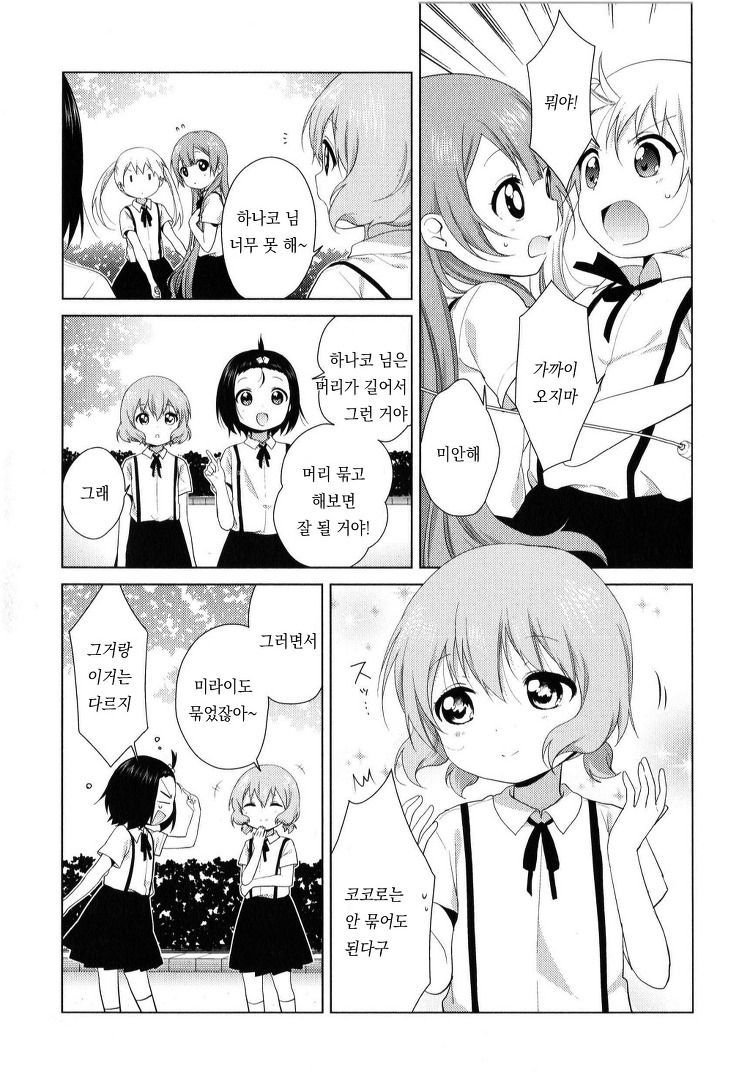 뭐야!
가까이
오지마
미안해
하나코 님
너무 못 해~
하나코 님은
머리가 길어서
그런 거야
머리 묶고
해보면
잘 될 거야!
그래
スッ…
코코로는
안 묶어도
된다구
그러면서
미라이도
묶었잖아~
그거랑
이거는
다르지